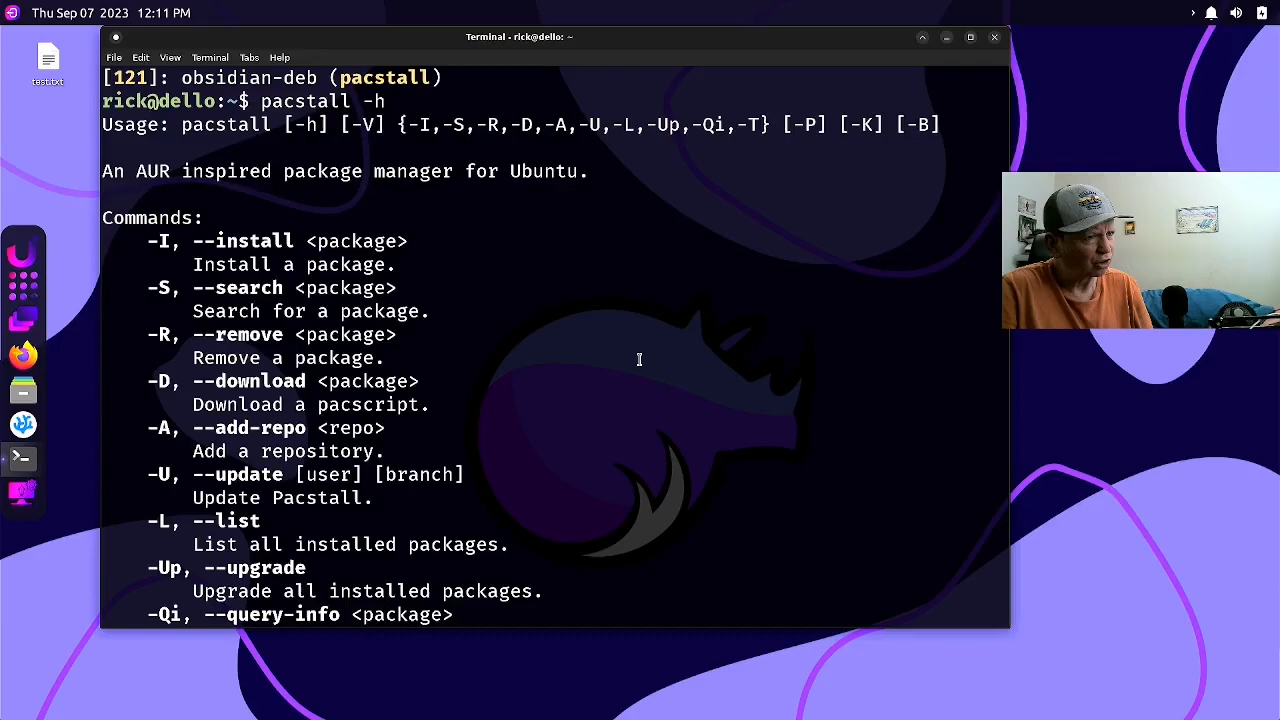 Thu Sep 07 2023 12:11 PM
test.txt
Terminal - rick@dello: ~
File Edit View Terminal Tabs Help
[121]: obsidian-deb (pacstall)
rick@dello:~$ pacstall -h
Usage: pacstall [-h] [-V] {-I,-S,-R,-D,-A,-U,-L,-Up,-Qi,-T} [-P] [-K] [-B]
An AUR inspired package manager for Ubuntu.
Commands:
-I, --install <package>
Install a package.
-S, --search <package>
Search for a package.
-R, --remove <package>
Remove a package.
-D, --download <package>
Download a pacscript.
-A, --add-repo <repo>
Add a repository.
-U, --update [user] [branch]
Update Pacstall.
-L, --list
List all installed packages.
-Up, --upgrade
Upgrade all installed packages.
-Qi, --query-info <package>